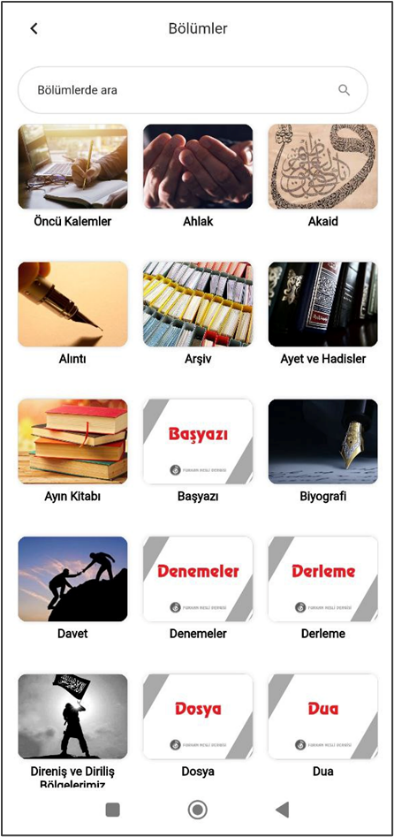 Bölümler
Bölümlerde ara
Öncü Kalemler
Ahlak
Akaid
Alıntı
Arşiv
Ayet ve Hadisler
Başyazı
Ayın Kitabı
Başyazı
Biyografi
Denemeler
Derleme
Davet
Denemeler
Derleme
Dosya
Dua
Direniş ve Diriliş
Bölgelerimiz
Dosya
Dua